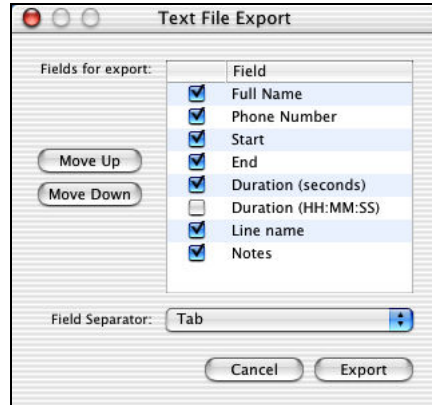 Text File Export
Fields for export:
Field
Full Name
Phone Number
Start
End
Duration (seconds)
Duration (HH:MM:SS)
Line name
Notes
Move Up
Move Down
Field Separator: Tab
Cancel Export